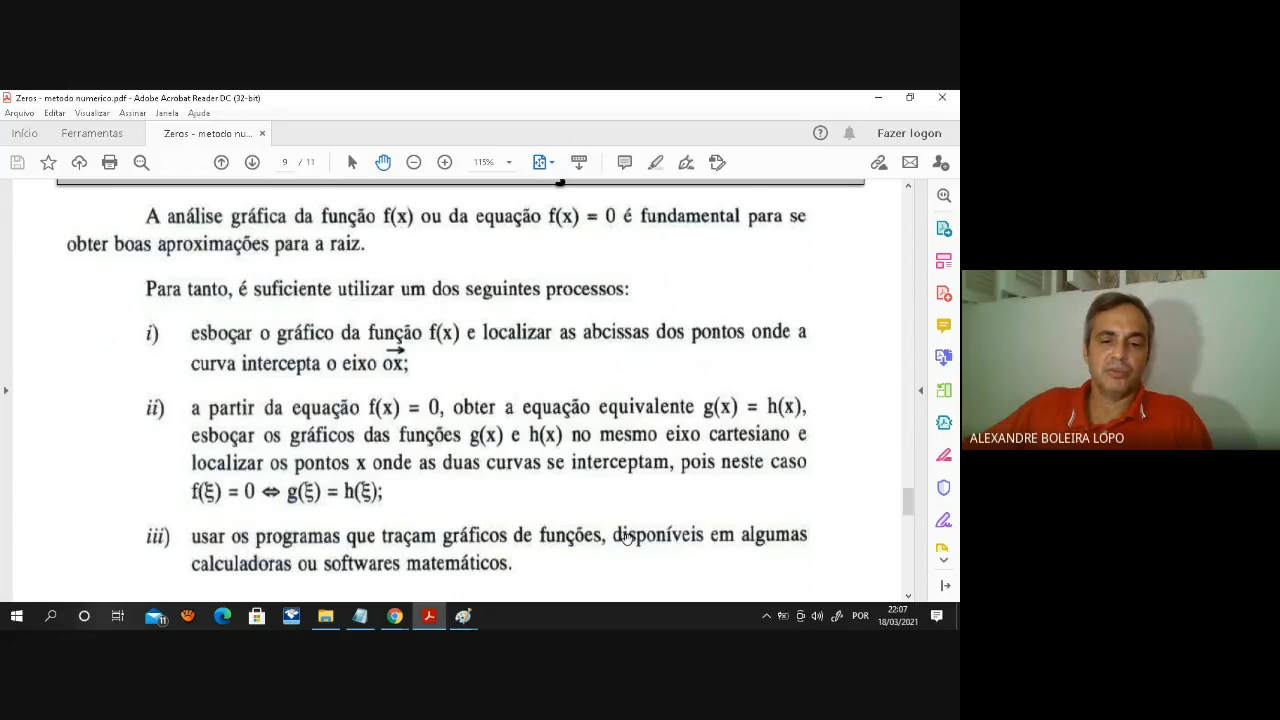 Zeros - metodo numerico.pdf - Adobe Acrobat Reader DC (32-bit)
Arquivo Editar Visualizar Assinar Janela Ajuda
Início Ferramentas Zeros - metodo nu... × Fazer logon
9 / 11 115%
A análise gráfica da função f(x) ou da equação f(x) = 0 é fundamental para se
obter boas aproximações para a raiz.
Para tanto, é suficiente utilizar um dos seguintes processos:
i) esboçar o gráfico da função f(x) e localizar as abcissas dos pontos onde a
curva intercepta o eixo ox;
ii) a partir da equação f(x) = 0, obter a equação equivalente g(x) = h(x),
esboçar os gráficos das funções g(x) e h(x) no mesmo eixo cartesiano e
localizar os pontos x onde as duas curvas se interceptam, pois neste caso
f(ξ) = 0 ⇔ g(ξ) = h(ξ);
iii) usar os programas que traçam gráficos de funções, disponíveis em algumas
calculadoras ou softwares matemáticos.
ALEXANDRE BOLEIRA LOPO
11 POR 22:07
18/03/2021